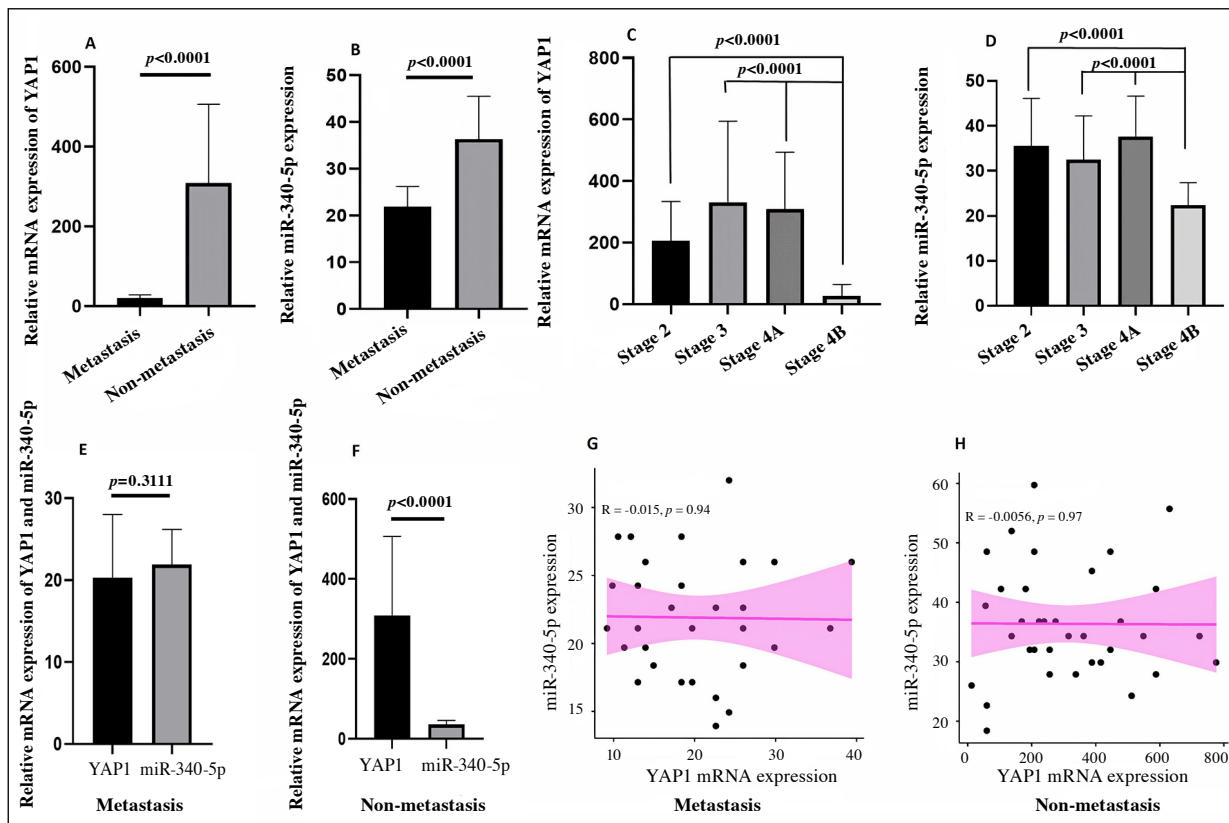 A
p<0.0001
Relative mRNA expression of YAP1
600
400
200
0
Metastasis
Non-metastasis
B
p<0.0001
Relative miR-340-5p expression
50
40
30
20
10
0
Metastasis
Non-metastasis
C
p<0.0001
p<0.0001
Relative mRNA expression of YAP1
800
600
400
200
0
Stage 2
Stage 3
Stage 4A
Stage 4B
D
p<0.0001
p<0.0001
Relative miR-340-5p expression
50
40
30
20
10
0
Stage 2
Stage 3
Stage 4A
Stage 4B
E
p=0.3111
Relative mRNA expression of YAP1 and miR-340-5p
30
20
10
0
YAP1 miR-340-5p
Metastasis
F
p<0.0001
Relative mRNA expression of YAP1 and miR-340-5p
600
400
200
0
YAP1 miR-340-5p
Non-metastasis
G
R = -0.015, p = 0.94
miR-340-5p expression
30
25
20
15
10 20 30 40
YAP1 mRNA expression
Metastasis
H
R = -0.0056, p = 0.97
miR-340-5p expression
60
50
40
30
20
0 100 200 300 400 500 600 700 800
YAP1 mRNA expression
Non-metastasis